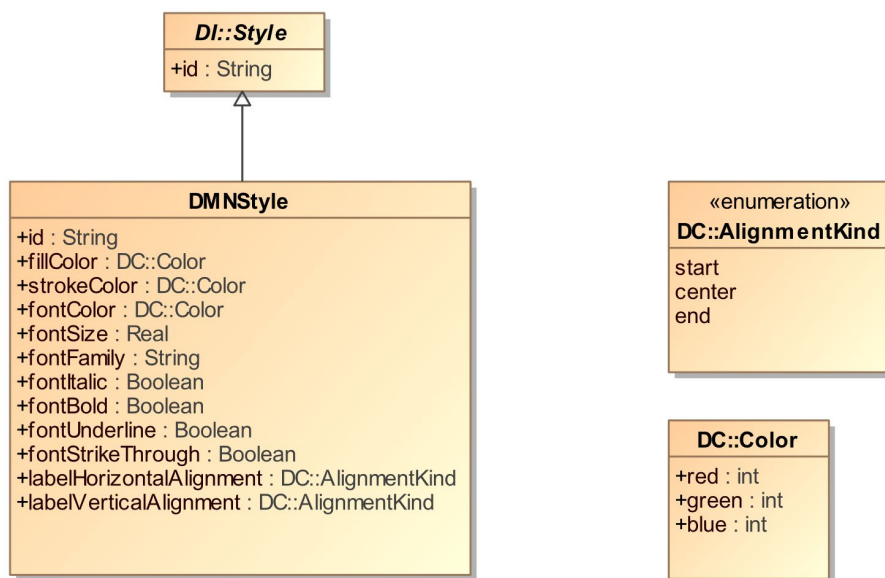 DI::Style
+id : String
DMNStyle
+id : String
+fillColor : DC::Color
+strokeColor : DC::Color
+fontColor : DC::Color
+fontSize : Real
+fontFamily : String
+fontItalic : Boolean
+fontBold : Boolean
+fontUnderline : Boolean
+fontStrikeThrough : Boolean
+labelHorizontalAlignment : DC::AlignmentKind
+labelVerticalAlignment : DC::AlignmentKind
«enumeration»
DC::AlignmentKind
start
center
end
DC::Color
+red : int
+green : int
+blue : int